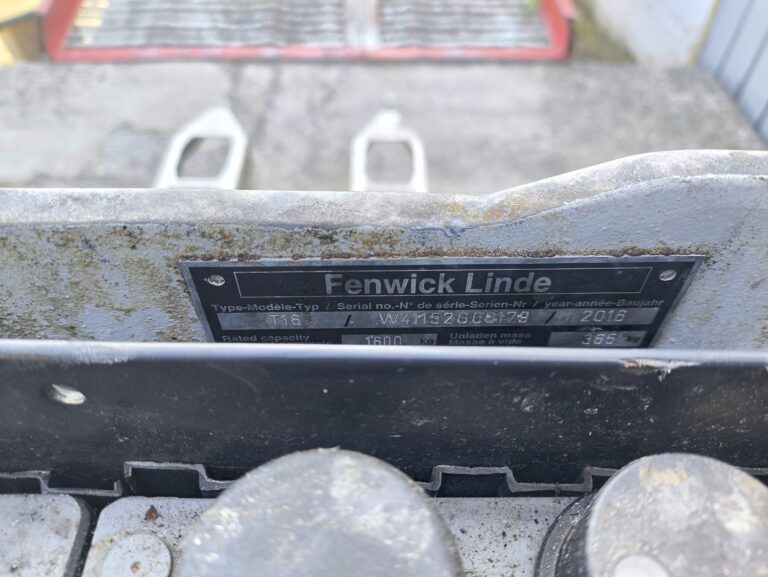 Fenwick Linde
Type-Modèle-Typ / Serial no.-N° de série-Serien-Nr / year-année-Baujahr
T16 / / 2016
Rated capacity 1600 kg Unladen mass 365 kg
Masse à vide